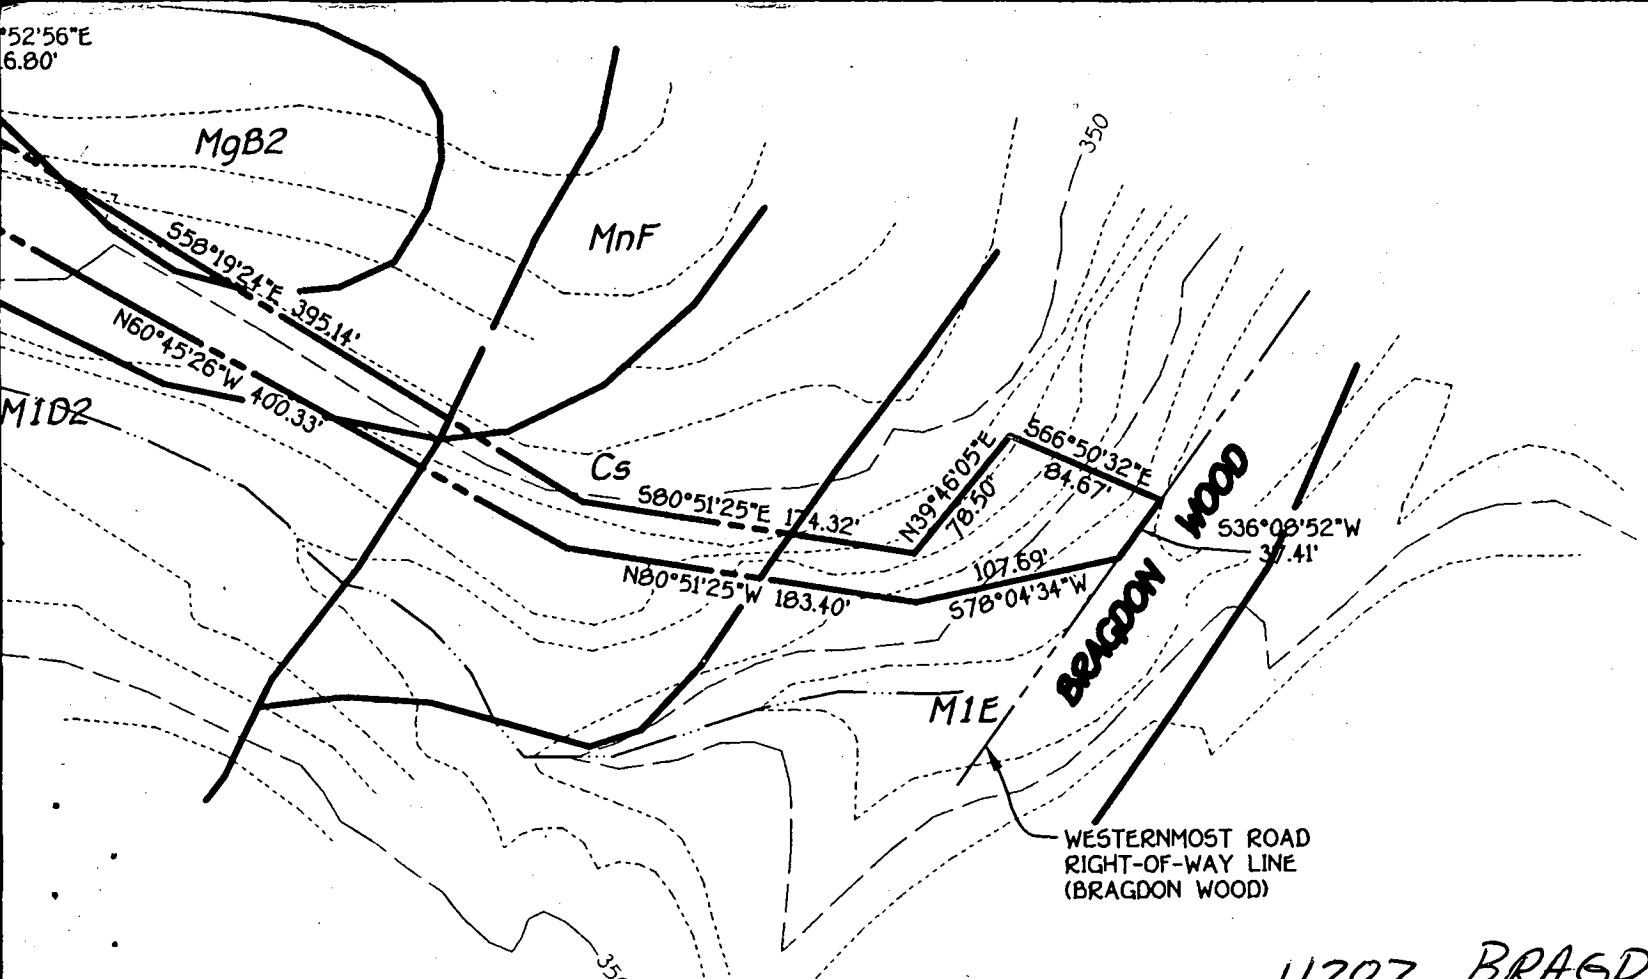 °52'56"E
6.80'
350
MgB2
MnF
S58°19'24"E 395.14'
N60°45'26"W 400.33'
M1D2
Cs
S80°51'25"E 174.32'
N80°51'25"W 183.40'
N39°46'05"E
78.50'
S66°50'32"E
84.67'
107.69'
S78°04'34"W
S36°08'52"W
37.41'
BRAGDON WOOD
M1E
WESTERNMOST ROAD
RIGHT-OF-WAY LINE
(BRAGDON WOOD)